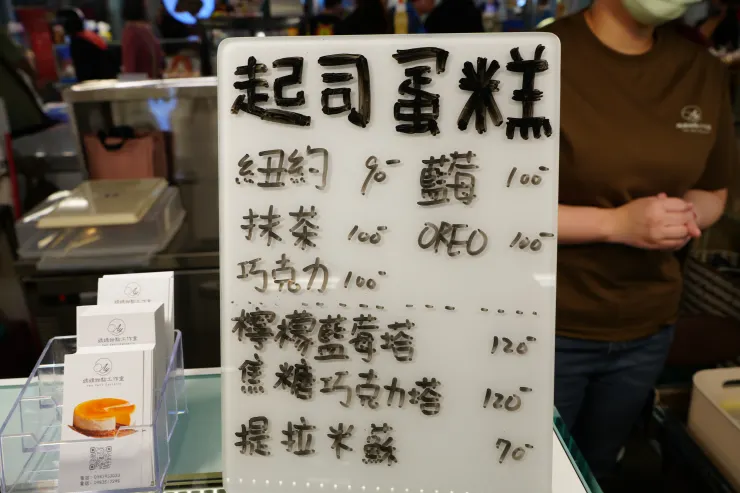 起司蛋糕
紐約 90- 藍莓 100-
抹茶 100- OREO 100-
巧克力 100-
檸檬藍莓塔 120-
焦糖巧克力塔 120-
提拉米蘇 70-